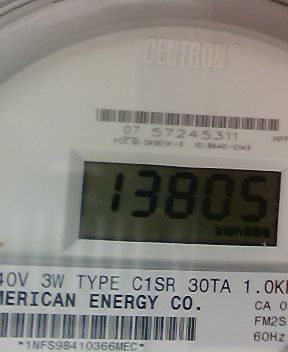 CENTRON®
07 57245311
13805
kWh
40V 3W TYPE C1SR 30TA 1.0K
MERICAN ENERGY CO.
CA 0
FM2S
60Hz
*1NFS98410366MEC*